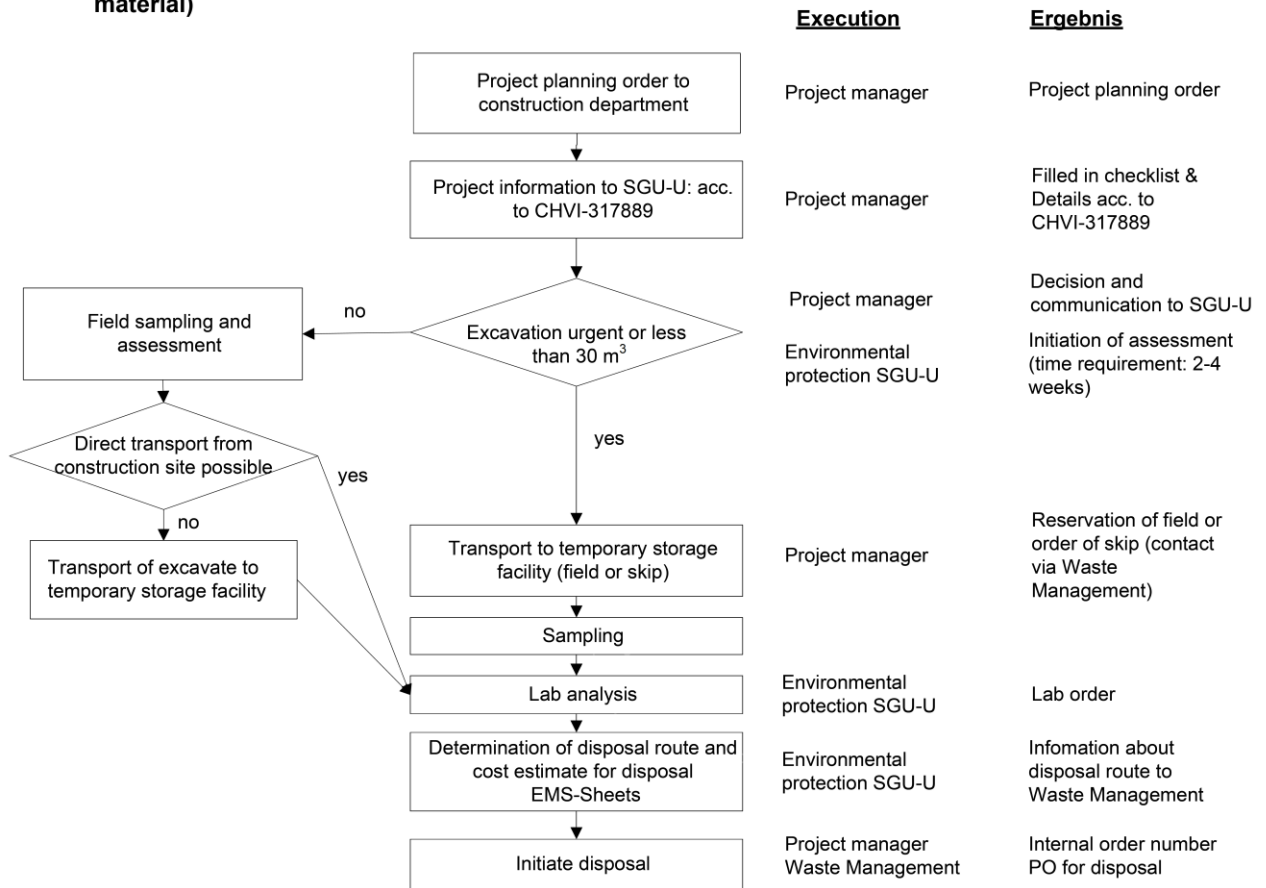 material)
Execution
Ergebnis
Project planning order to
construction department
Project manager
Project planning order
Project information to SGU-U: acc.
to CHVI-317889
Project manager
Filled in checklist &
Details acc. to
CHVI-317889
Field sampling and
assessment
no
Excavation urgent or less
than 30 m³
Project manager
Decision and
communication to SGU-U
Environmental
protection SGU-U
Initiation of assessment
(time requirement: 2-4
weeks)
Direct transport from
construction site possible
yes
yes
no
Transport of excavate to
temporary storage facility
Transport to temporary storage
facility (field or skip)
Project manager
Reservation of field or
order of skip (contact
via Waste
Management)
Sampling
Lab analysis
Environmental
protection SGU-U
Lab order
Determination of disposal route and
cost estimate for disposal
EMS-Sheets
Environmental
protection SGU-U
Infomation about
disposal route to
Waste Management
Initiate disposal
Project manager
Waste Management
Internal order number
PO for disposal